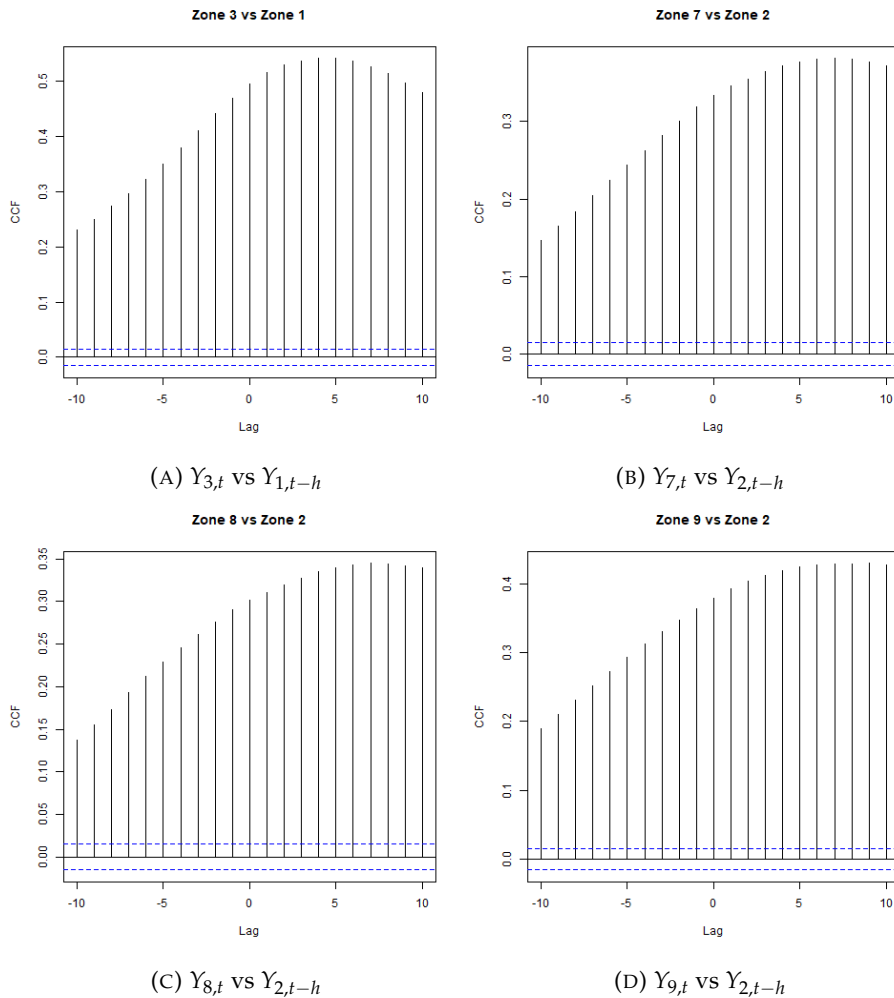 Zone 3 vs Zone 1
CCF
0.5
0.4
0.3
0.2
0.1
0.0
-10 -5 0 5 10
Lag
(A) Y3,t vs Y1,t−h
Zone 7 vs Zone 2
CCF
0.3
0.2
0.1
0.0
-10 -5 0 5 10
Lag
(B) Y7,t vs Y2,t−h
Zone 8 vs Zone 2
CCF
0.35
0.30
0.25
0.20
0.15
0.10
0.05
0.00
-10 -5 0 5 10
Lag
(C) Y8,t vs Y2,t−h
Zone 9 vs Zone 2
CCF
0.4
0.3
0.2
0.1
0.0
-10 -5 0 5 10
Lag
(D) Y9,t vs Y2,t−h